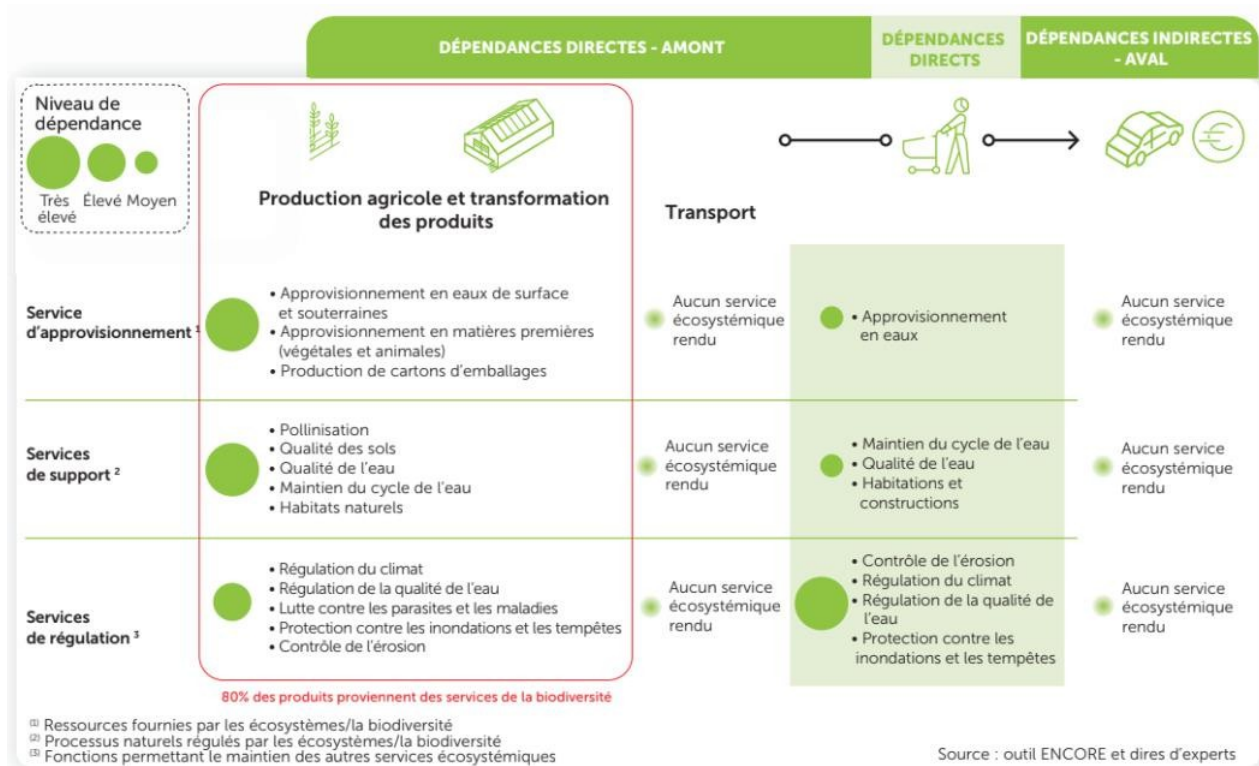 DÉPENDANCES DIRECTES - AMONT
DÉPENDANCES
DIRECTS
DÉPENDANCES INDIRECTES
- AVAL
Niveau de
dépendance
Très
élevé
Élevé
Moyen
Production agricole et transformation
des produits
Transport
Service
d'approvisionnement ¹
• Approvisionnement en eaux de surface
et souterraines
• Approvisionnement en matières premières
(végétales et animales)
• Production de cartons d'emballages
Aucun service
écosystémique
rendu
• Approvisionnement
en eaux
Aucun service
écosystémique
rendu
Services
de support ²
• Pollinisation
• Qualité des sols
• Qualité de l'eau
• Maintien du cycle de l'eau
• Habitats naturels
Aucun service
écosystémique
rendu
• Maintien du cycle de l'eau
• Qualité de l'eau
• Habitations et
constructions
Aucun service
écosystémique
rendu
Services
de régulation ³
• Régulation du climat
• Régulation de la qualité de l'eau
• Lutte contre les parasites et les maladies
• Protection contre les inondations et les tempêtes
• Contrôle de l'érosion
Aucun service
écosystémique
rendu
• Contrôle de l'érosion
• Régulation du climat
• Régulation de la qualité de
l'eau
• Protection contre les
inondations et les tempêtes
Aucun service
écosystémique
rendu
80% des produits proviennent des services de la biodiversité
⁽¹⁾ Ressources fournies par les écosystèmes/la biodiversité
⁽²⁾ Processus naturels régulés par les écosystèmes/la biodiversité
⁽³⁾ Fonctions permettant le maintien des autres services écosystémiques
Source : outil ENCORE et dires d'experts